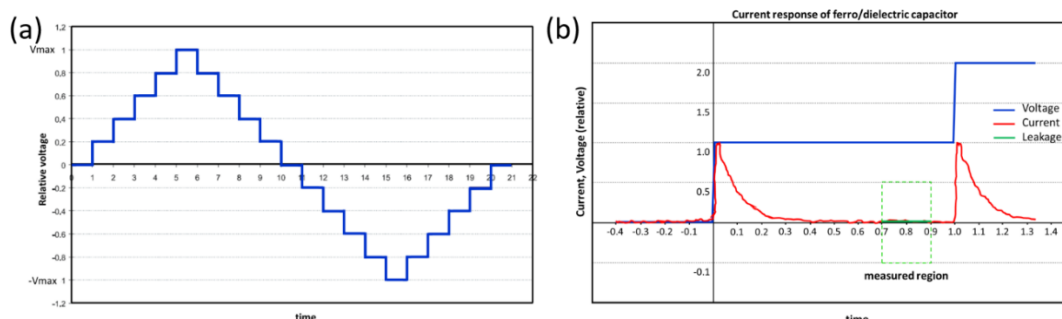 (a)
Relative voltage
1,2
Vmax 1
0,8
0,6
0,4
0,2
0
-0,2
-0,4
-0,6
-0,8
-Vmax -1
-1,2
0 1 2 3 4 5 6 7 8 9 10 11 12 13 14 15 16 17 18 19 20 21 22
time
(b)
Current response of ferro/dielectric capacitor
Current, Voltage (relative)
2.0
1.5
1.0
0.5
-0.1
Voltage
Current
Leakage
-0.4 -0.3 -0.2 -0.1 0.1 0.2 0.3 0.4 0.5 0.6 0.7 0.8 0.9 1.0 1.1 1.2 1.3 1.4
measured region
time